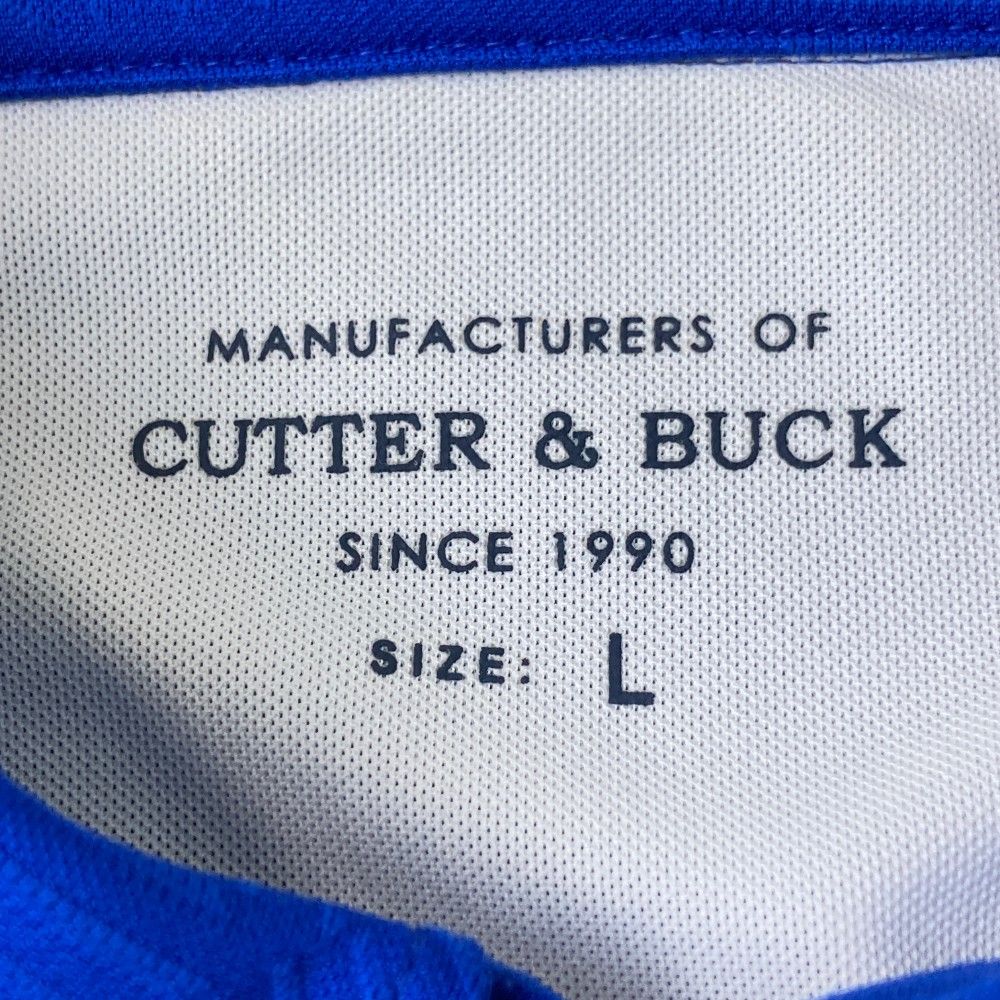 MANUFACTURERS OF
CUTTER & BUCK
SINCE 1990
SIZE: L